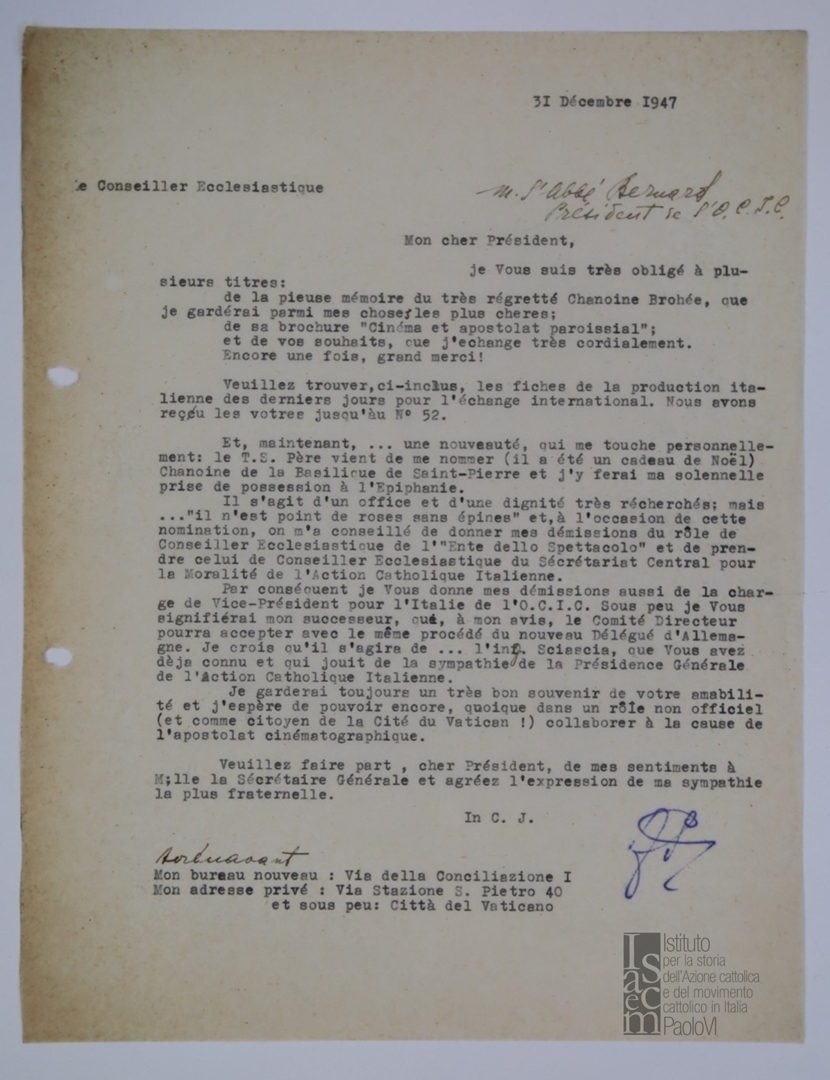 31 Décembre 1947
le Conseiller Ecclesiastique
m. l'Abbé Bernard
Président de l'O.C.I.C.
Mon cher Président,
je Vous suis très obligé à plu-
sieurs titres:
de la pieuse mémoire du très régretté Chanoine Brohée, que
je gardérai parmi mes choses les plus cheres;
de sa brochure "Cinéma et apostolat paroissial";
et de vos souhaits, que j'echange très cordialement.
Encore une fois, grand merci!
Veuillez trouver,ci-inclus, les fiches de la production ita-
lienne des derniers jours pour l'échange international. Nous avons
reçpu les votres jusqu'àu N° 52.
Et, maintenant, ... une nouveauté, qui me touche personnelle-
ment: le T.S. Père vient de me nommer (il a été un cadeau de Noël)
Chanoine de la Basilique de Saint-Pierre et j'y ferai ma solennelle
prise de possession à l'Epiphanie.
Il s'agit d'un office et d'une dignité très récherchés; mais
..."il n'est point de roses sans épines" et,à l'occasion de cette
nomination, on m'a conseillé de donner mes démissions du rôle de
Conseiller Ecclesiastique de l'"Ente dello Spettacolo" et de pren-
dre celui de Conseiller Ecclesiastique du Sécrétariat Central pour
la Moralité de l'Action Catholique Italienne.
Par conséquent je Vous donne mes démissions aussi de la char-
ge de Vice-Président pour l'Italie de l'O.C.I.C. Sous peu je Vous
signifiérai mon successeur, qué, à mon avis, le Comité Directeur
pourra accepter avec le même procédé du nouveau Délégué d'Allema-
gne. Je crois qu'il s'agira de ... l'ing. Sciascia, que Vous avez
dèja connu et qui jouit de la sympathie de la Présidence Générale
de l'Action Catholique Italienne.
Je garderai toujours un très bon souvenir de votre amabili-
té et j'espère de pouvoir encore, quoique dans un rôle non officiel
(et comme citoyen de la Cité du Vatican !) collaborer à la cause de
l'apostolat cinématographique.
Veuillez faire part , cher Président, de mes sentiments à
M;lle la Sécrétaire Générale et agréez l'expression de ma sympathie
la plus fraternelle.
In C. J.
dorénavant
Mon bureau nouveau : Via della Conciliazione I
Mon adresse privé : Via Stazione S. Pietro 40
et sous peu: Città del Vaticano
Isacem
Istituto
per la storia
dell'Azione cattolica
e del movimento
cattolico in Italia
PaoloVI